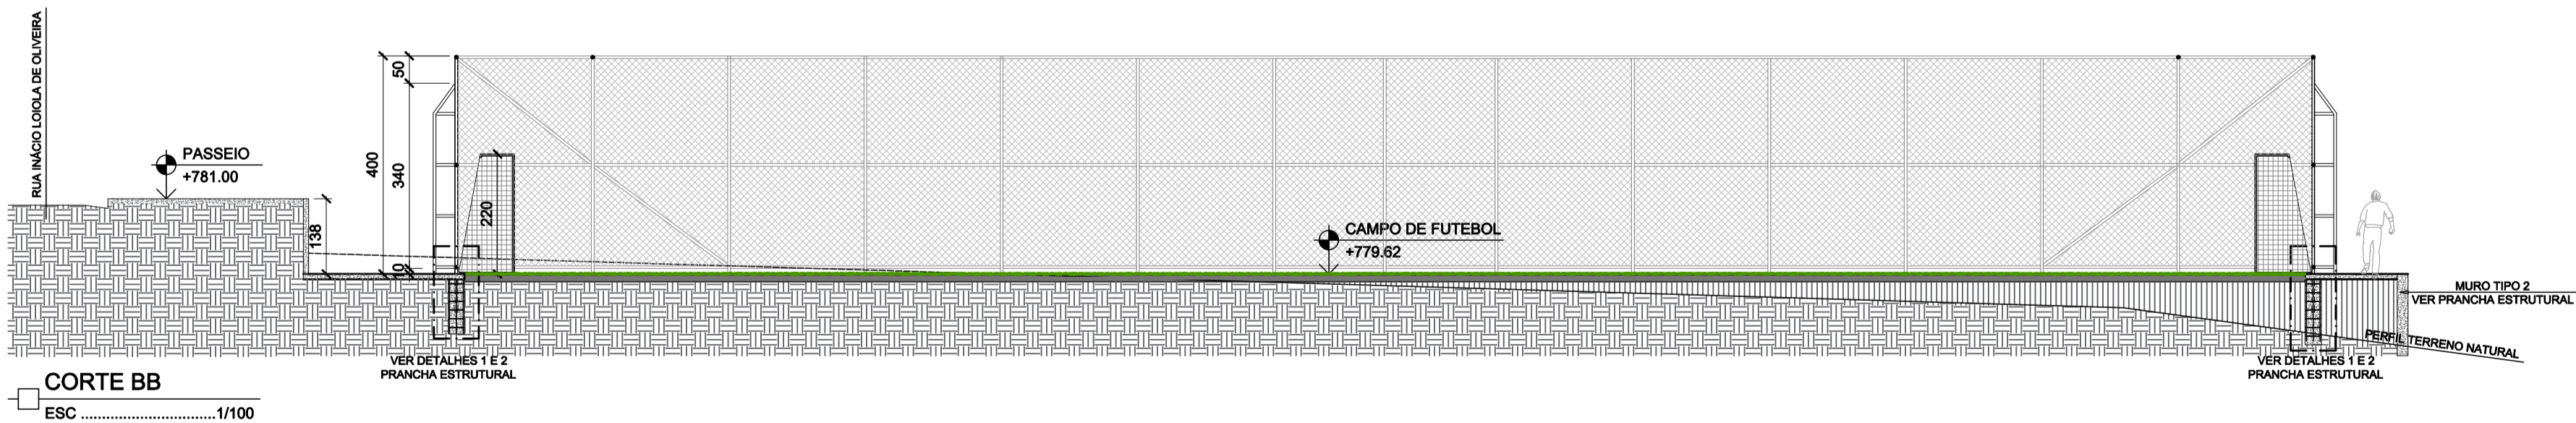 RUA INÁCIO LOIOLA DE OLIVEIRA
PASSEIO
+781.00
138
400
50
340
10
220
CAMPO DE FUTEBOL
+779.62
MURO TIPO 2
VER PRANCHA ESTRUTURAL
PERFIL TERRENO NATURAL
VER DETALHES 1 E 2
PRANCHA ESTRUTURAL
VER DETALHES 1 E 2
PRANCHA ESTRUTURAL
CORTE BB
ESC ................................1/100